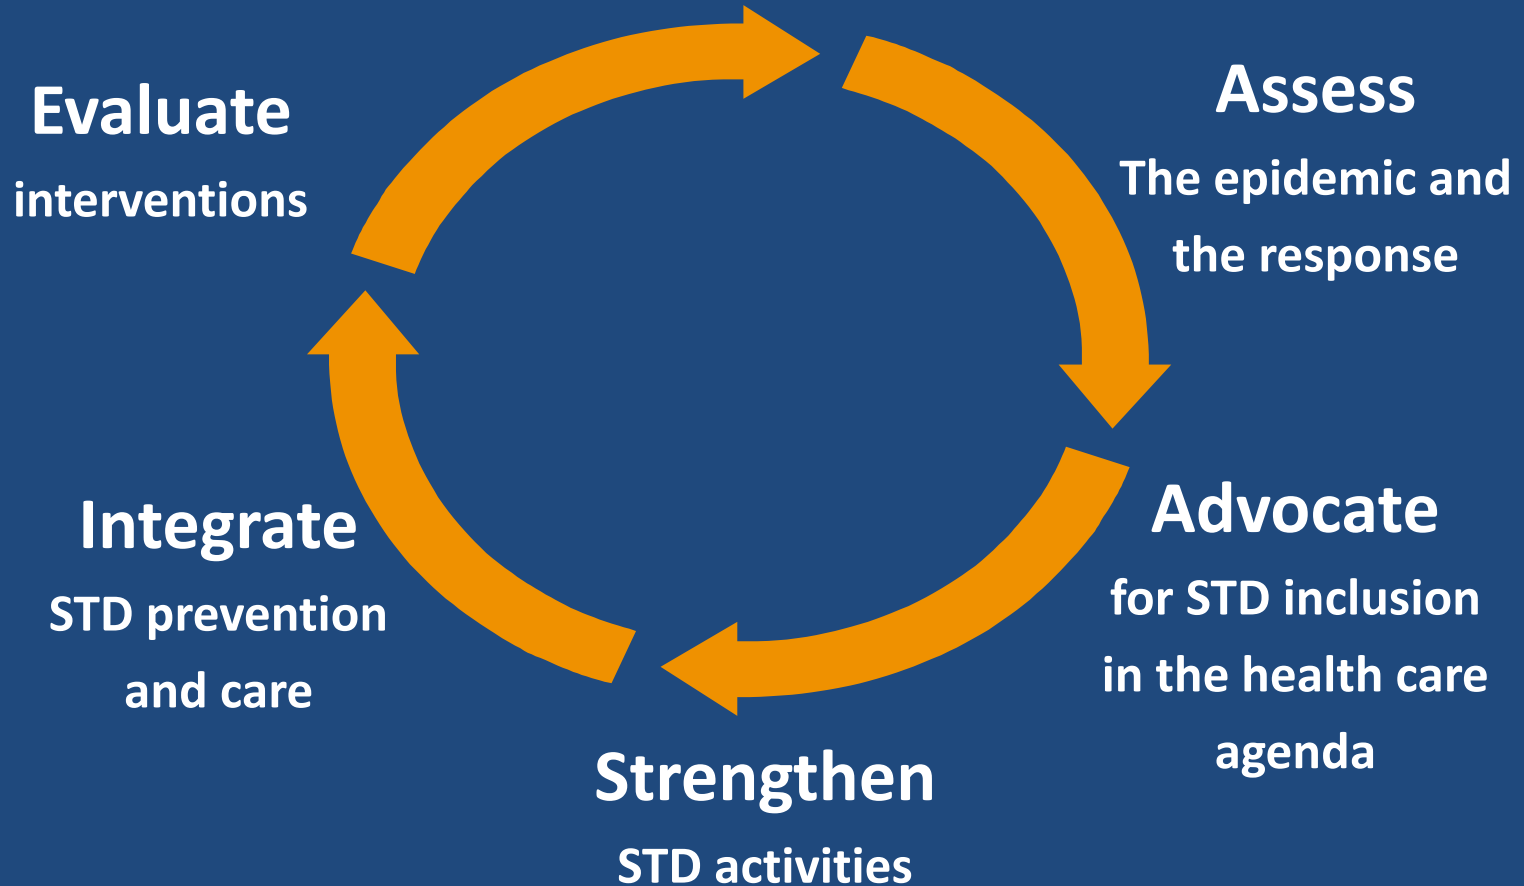 Evaluate
interventions
Assess
The epidemic and
the response
Advocate
for STD inclusion
in the health care
agenda
Strengthen
STD activities
Integrate
STD prevention
and care